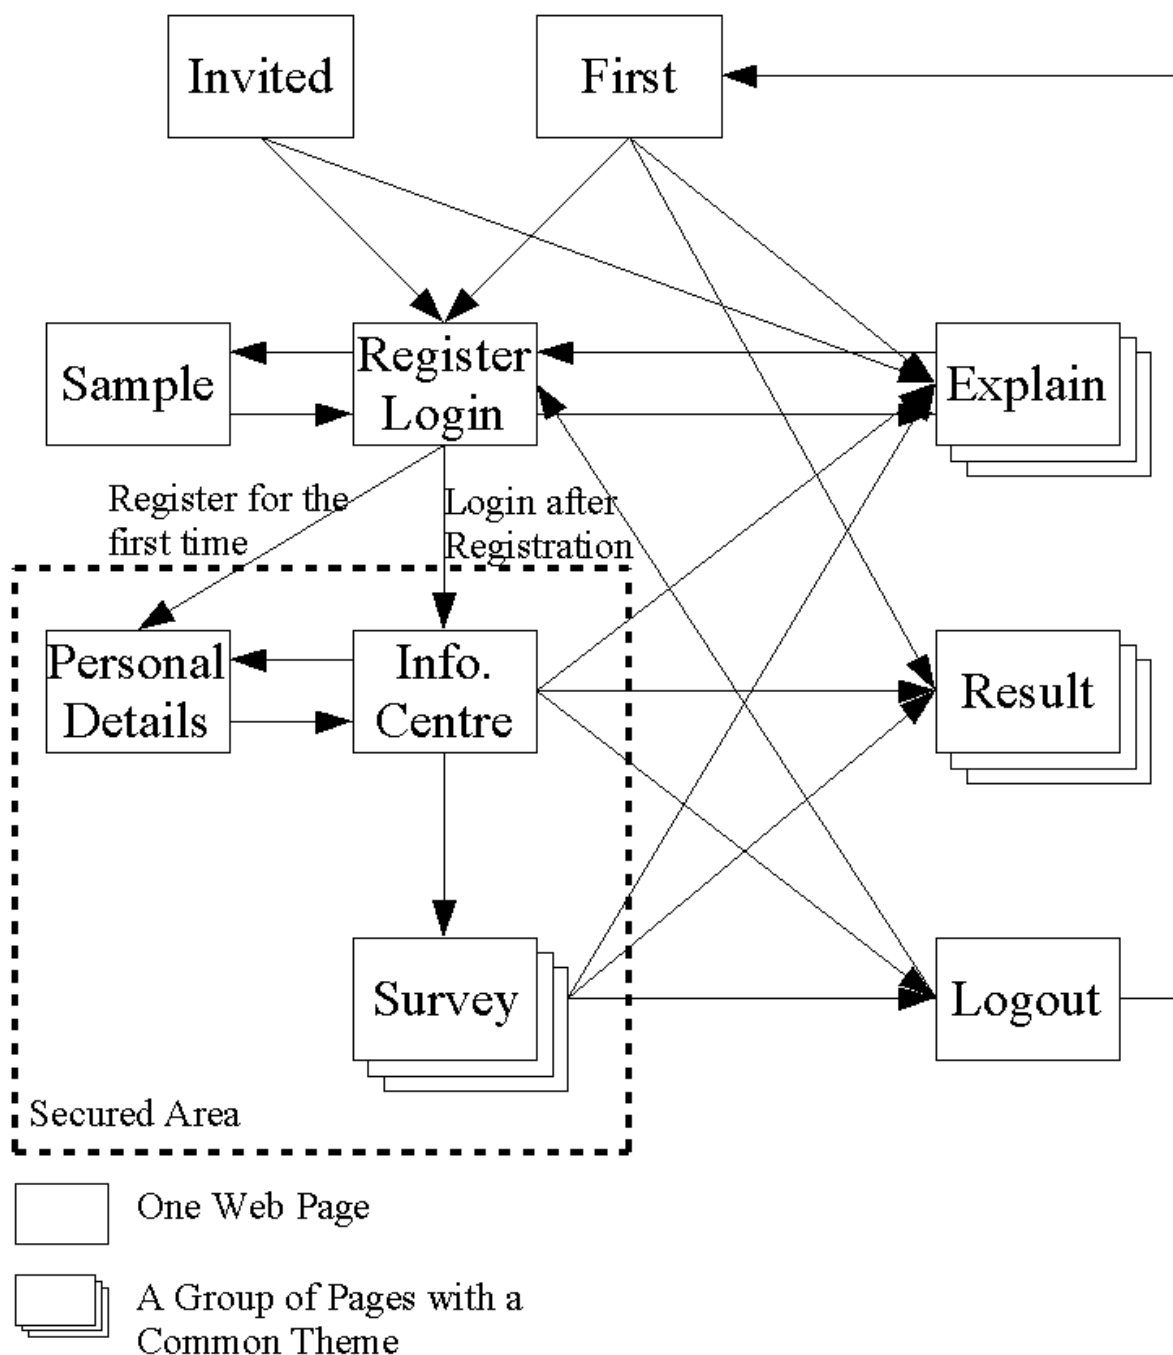 Invited
First
Sample
Register
Login
Explain
Register for the
first time
Login after
Registration
Personal
Details
Info.
Centre
Result
Survey
Logout
Secured Area
One Web Page
A Group of Pages with a
Common Theme